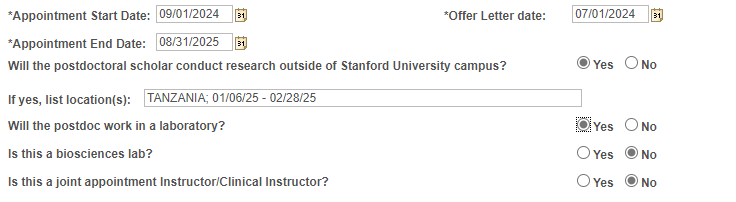 *Appointment Start Date: 09/01/2024 31 *Offer Letter date: 07/01/2024 31
*Appointment End Date: 08/31/2025 31
Will the postdoctoral scholar conduct research outside of Stanford University campus? Yes No
If yes, list location(s): TANZANIA; 01/06/25 - 02/28/25
Will the postdoc work in a laboratory? Yes No
Is this a biosciences lab? Yes No
Is this a joint appointment Instructor/Clinical Instructor? Yes No